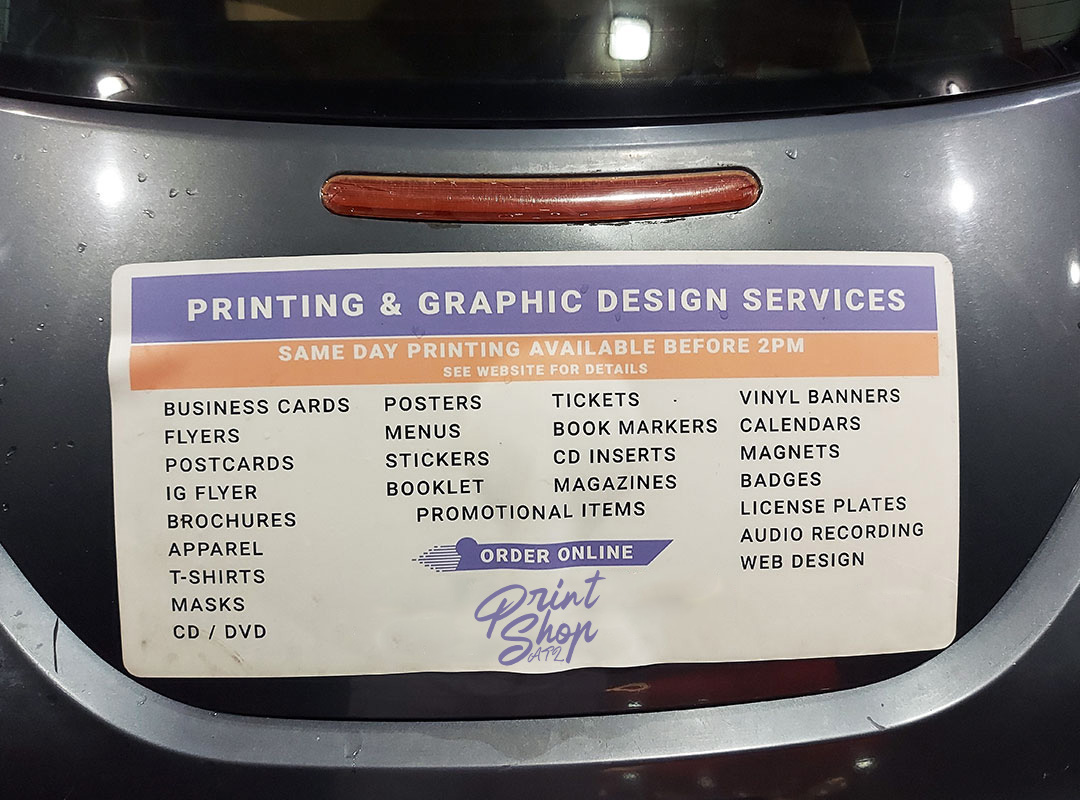 PRINTING & GRAPHIC DESIGN SERVICES
SAME DAY PRINTING AVAILABLE BEFORE 2PM
SEE WEBSITE FOR DETAILS
BUSINESS CARDS
FLYERS
POSTCARDS
IG FLYER
BROCHURES
APPAREL
T-SHIRTS
MASKS
CD / DVD
POSTERS
MENUS
STICKERS
BOOKLET
TICKETS
BOOK MARKERS
CD INSERTS
MAGAZINES
PROMOTIONAL ITEMS
VINYL BANNERS
CALENDARS
MAGNETS
BADGES
LICENSE PLATES
AUDIO RECORDING
WEB DESIGN
ORDER ONLINE
Print
Shop
ATL